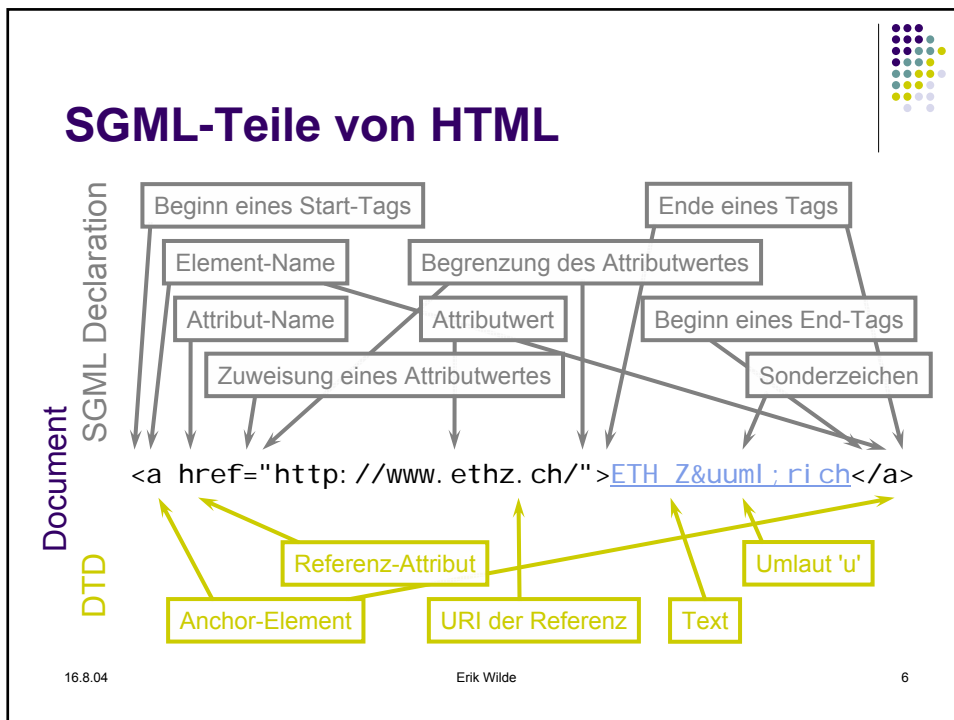 SGML-Teile von HTML
SGML Declaration
Beginn eines Start-Tags
Ende eines Tags
Element-Name
Begrenzung des Attributwertes
Attribut-Name
Attributwert
Beginn eines End-Tags
Zuweisung eines Attributwertes
Sonderzeichen
Document
<a href="http://www.ethz.ch/">ETH Z&uuml;rich</a>
DTD
Referenz-Attribut
Umlaut 'u'
Anchor-Element
URI der Referenz
Text
16.8.04
Erik Wilde
6